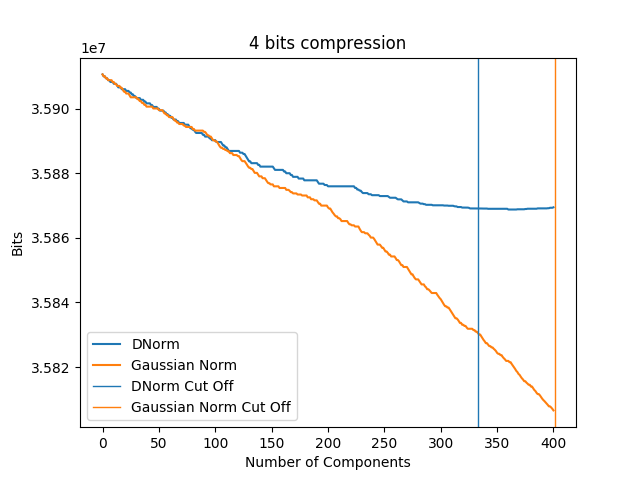 4 bits compression
1e7
3.590
3.588
3.586
3.584
3.582
Bits
DNorm
Gaussian Norm
DNorm Cut Off
Gaussian Norm Cut Off
0 50 100 150 200 250 300 350 400
Number of Components